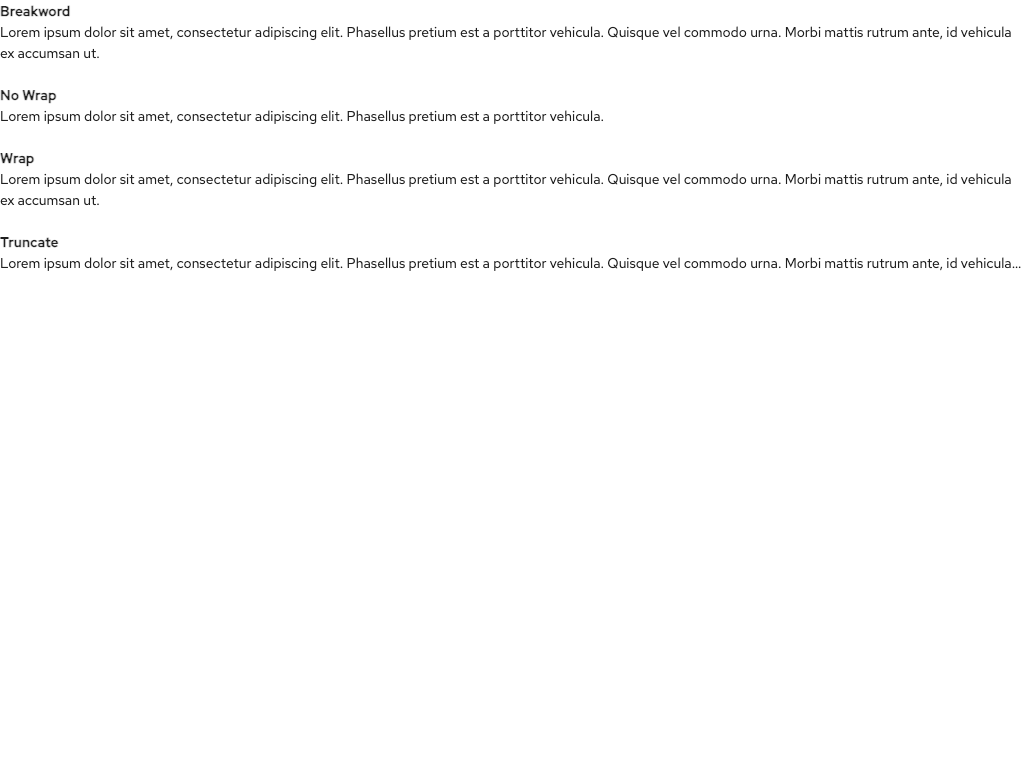 Breakword
Lorem ipsum dolor sit amet, consectetur adipiscing elit. Phasellus pretium est a porttitor vehicula. Quisque vel commodo urna. Morbi mattis rutrum ante, id vehicula
ex accumsan ut.
No Wrap
Lorem ipsum dolor sit amet, consectetur adipiscing elit. Phasellus pretium est a porttitor vehicula.
Wrap
Lorem ipsum dolor sit amet, consectetur adipiscing elit. Phasellus pretium est a porttitor vehicula. Quisque vel commodo urna. Morbi mattis rutrum ante, id vehicula
ex accumsan ut.
Truncate
Lorem ipsum dolor sit amet, consectetur adipiscing elit. Phasellus pretium est a porttitor vehicula. Quisque vel commodo urna. Morbi mattis rutrum ante, id vehicula...